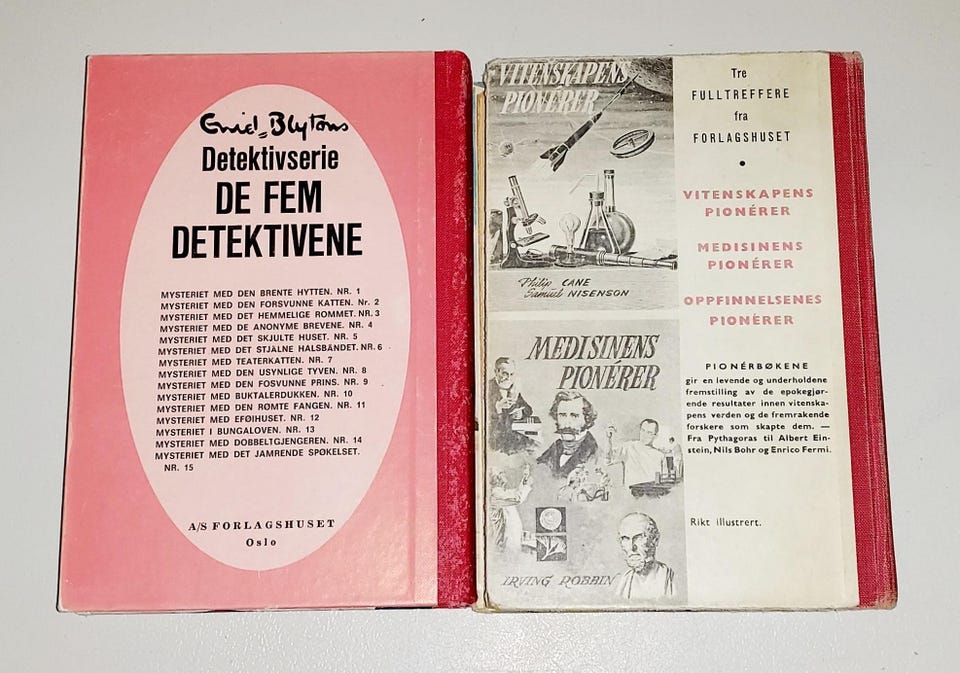 Enid Blytons
Detektivserie
DE FEM
DETEKTIVENE
MYSTERIET MED DEN BRENTE HYTTEN. NR. 1
MYSTERIET MED DEN FORSVUNNE KATTEN. Nr. 2
MYSTERIET MED DET HEMMELIGE ROMMET. NR. 3
MYSTERIET MED DE ANONYME BREVENE. NR. 4
MYSTERIET MED DET SKJULTE HUSET. NR. 5
MYSTERIET MED DET STJÅLNE HALSBÅNDET. NR. 6
MYSTERIET MED TEATERKATTEN. NR. 7
MYSTERIET MED DEN USYNLIGE TYVEN. NR. 8
MYSTERIET MED DEN FOSVUNNE PRINS. NR. 9
MYSTERIET MED BUKTALERDUKKEN. NR. 10
MYSTERIET MED DEN RØMTE FANGEN. NR. 11
MYSTERIET MED EFØIHUSET. NR. 12
MYSTERIET I BUNGALOVEN. NR. 13
MYSTERIET MED DOBBELTGJENGEREN. NR. 14
MYSTERIET MED DET JAMRENDE SPØKELSET.
NR. 15
A/S FORLAGSHUSET
Oslo
VITENSKAPENS
PIONÉRER
Philip CANE
Samuel NISENSON
MEDISINENS
PIONÉRER
IRVING ROBBIN
Tre
FULLTREFFERE
fra
FORLAGSHUSET
•
VITENSKAPENS
PIONÉRER
MEDISINENS
PIONÉRER
OPPFINNELSENES
PIONÉRER
PIONÉRBØKENE
gir en levende og underholdene
fremstilling av de epokegjør-
ende resultater innen vitenska-
pens verden og de fremrakende
forskere som skapte dem. —
Fra Pythagoras til Albert Ein-
stein, Nils Bohr og Enrico Fermi.
Rikt illustrert.